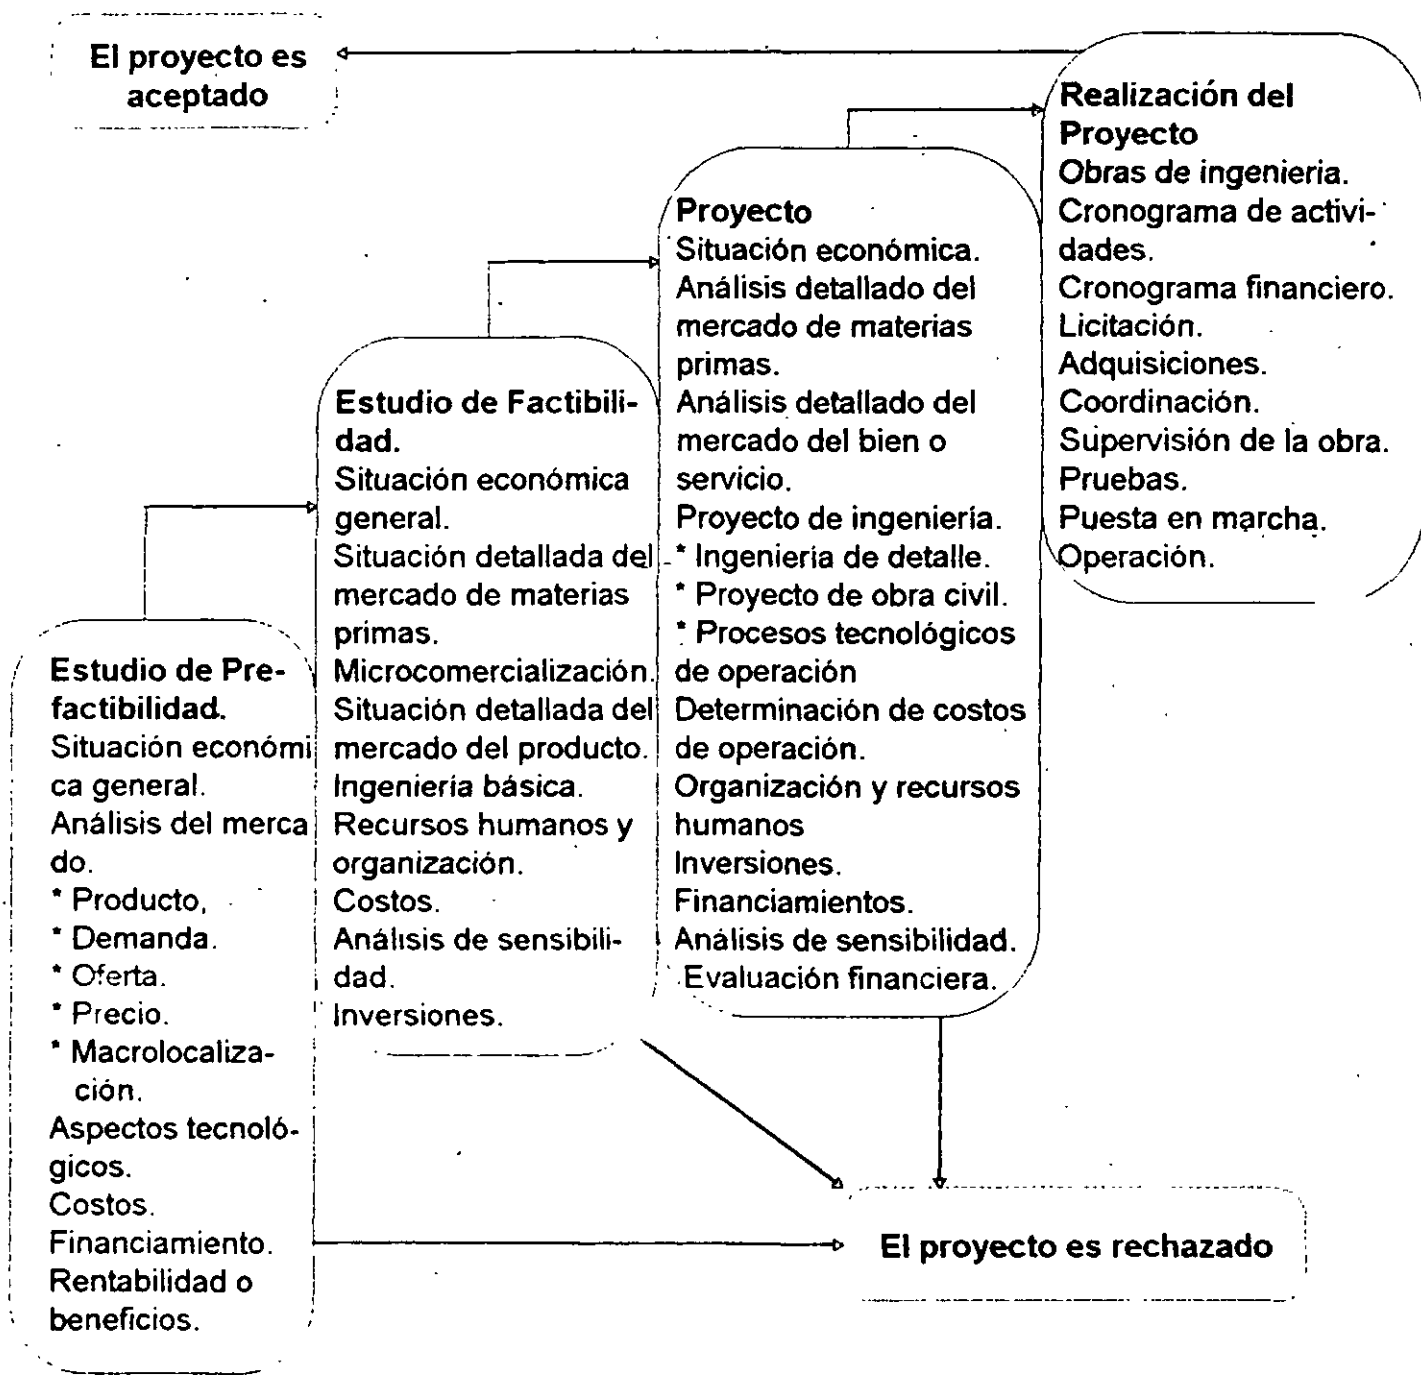 El proyecto es
aceptado
Realización del
Proyecto
Obras de ingenieria.
Cronograma de activi-
dades.
Cronograma financiero.
Licitación.
Adquisiciones.
Coordinación.
Supervisión de la obra.
Pruebas.
Puesta en marcha.
Operación.
Proyecto
Situación económica.
Análisis detallado del
mercado de materias
primas.
Análisis detallado del
mercado del bien o
servicio.
Proyecto de ingeniería.
* Ingeniería de detalle.
* Proyecto de obra civil.
* Procesos tecnológicos
de operación
Determinación de costos
de operación.
Organización y recursos
humanos
Inversiones.
Financiamientos.
Análisis de sensibilidad.
Evaluación financiera.
Estudio de Factibili-
dad.
Situación económica
general.
Situación detallada del
mercado de materias
primas.
Microcomercialización.
Situación detallada del
mercado del producto.
Ingeniería básica.
Recursos humanos y
organización.
Costos.
Análisis de sensibili-
dad.
Inversiones.
Estudio de Pre-
factibilidad.
Situación económi
ca general.
Análisis del merca
do.
* Producto,
* Demanda.
* Oferta.
* Precio.
* Macrolocaliza-
ción.
Aspectos tecnoló-
gicos.
Costos.
Financiamiento.
Rentabilidad o
beneficios.
El proyecto es rechazado